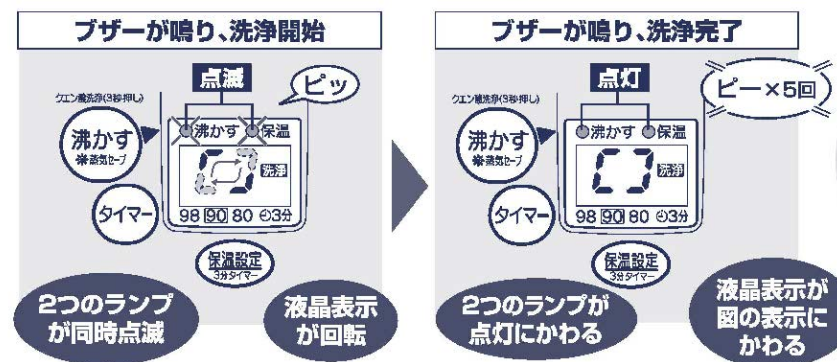 ブザーが鳴り、洗浄開始
点滅
ピッ
クエン酸洗浄(3秒押し)
沸かす
蒸気セーブ
沸かす
保温
洗浄
タイマー
98 90 80 3分
保温設定
3分タイマー
2つのランプ
が同時点滅
液晶表示
が回転
ブザーが鳴り、洗浄完了
点灯
ピー×5回
クエン酸洗浄(3秒押し)
沸かす
蒸気セーブ
沸かす
保温
洗浄
タイマー
98 90 80 3分
保温設定
3分タイマー
2つのランプが
点灯にかわる
液晶表示が
図の表示に
かわる